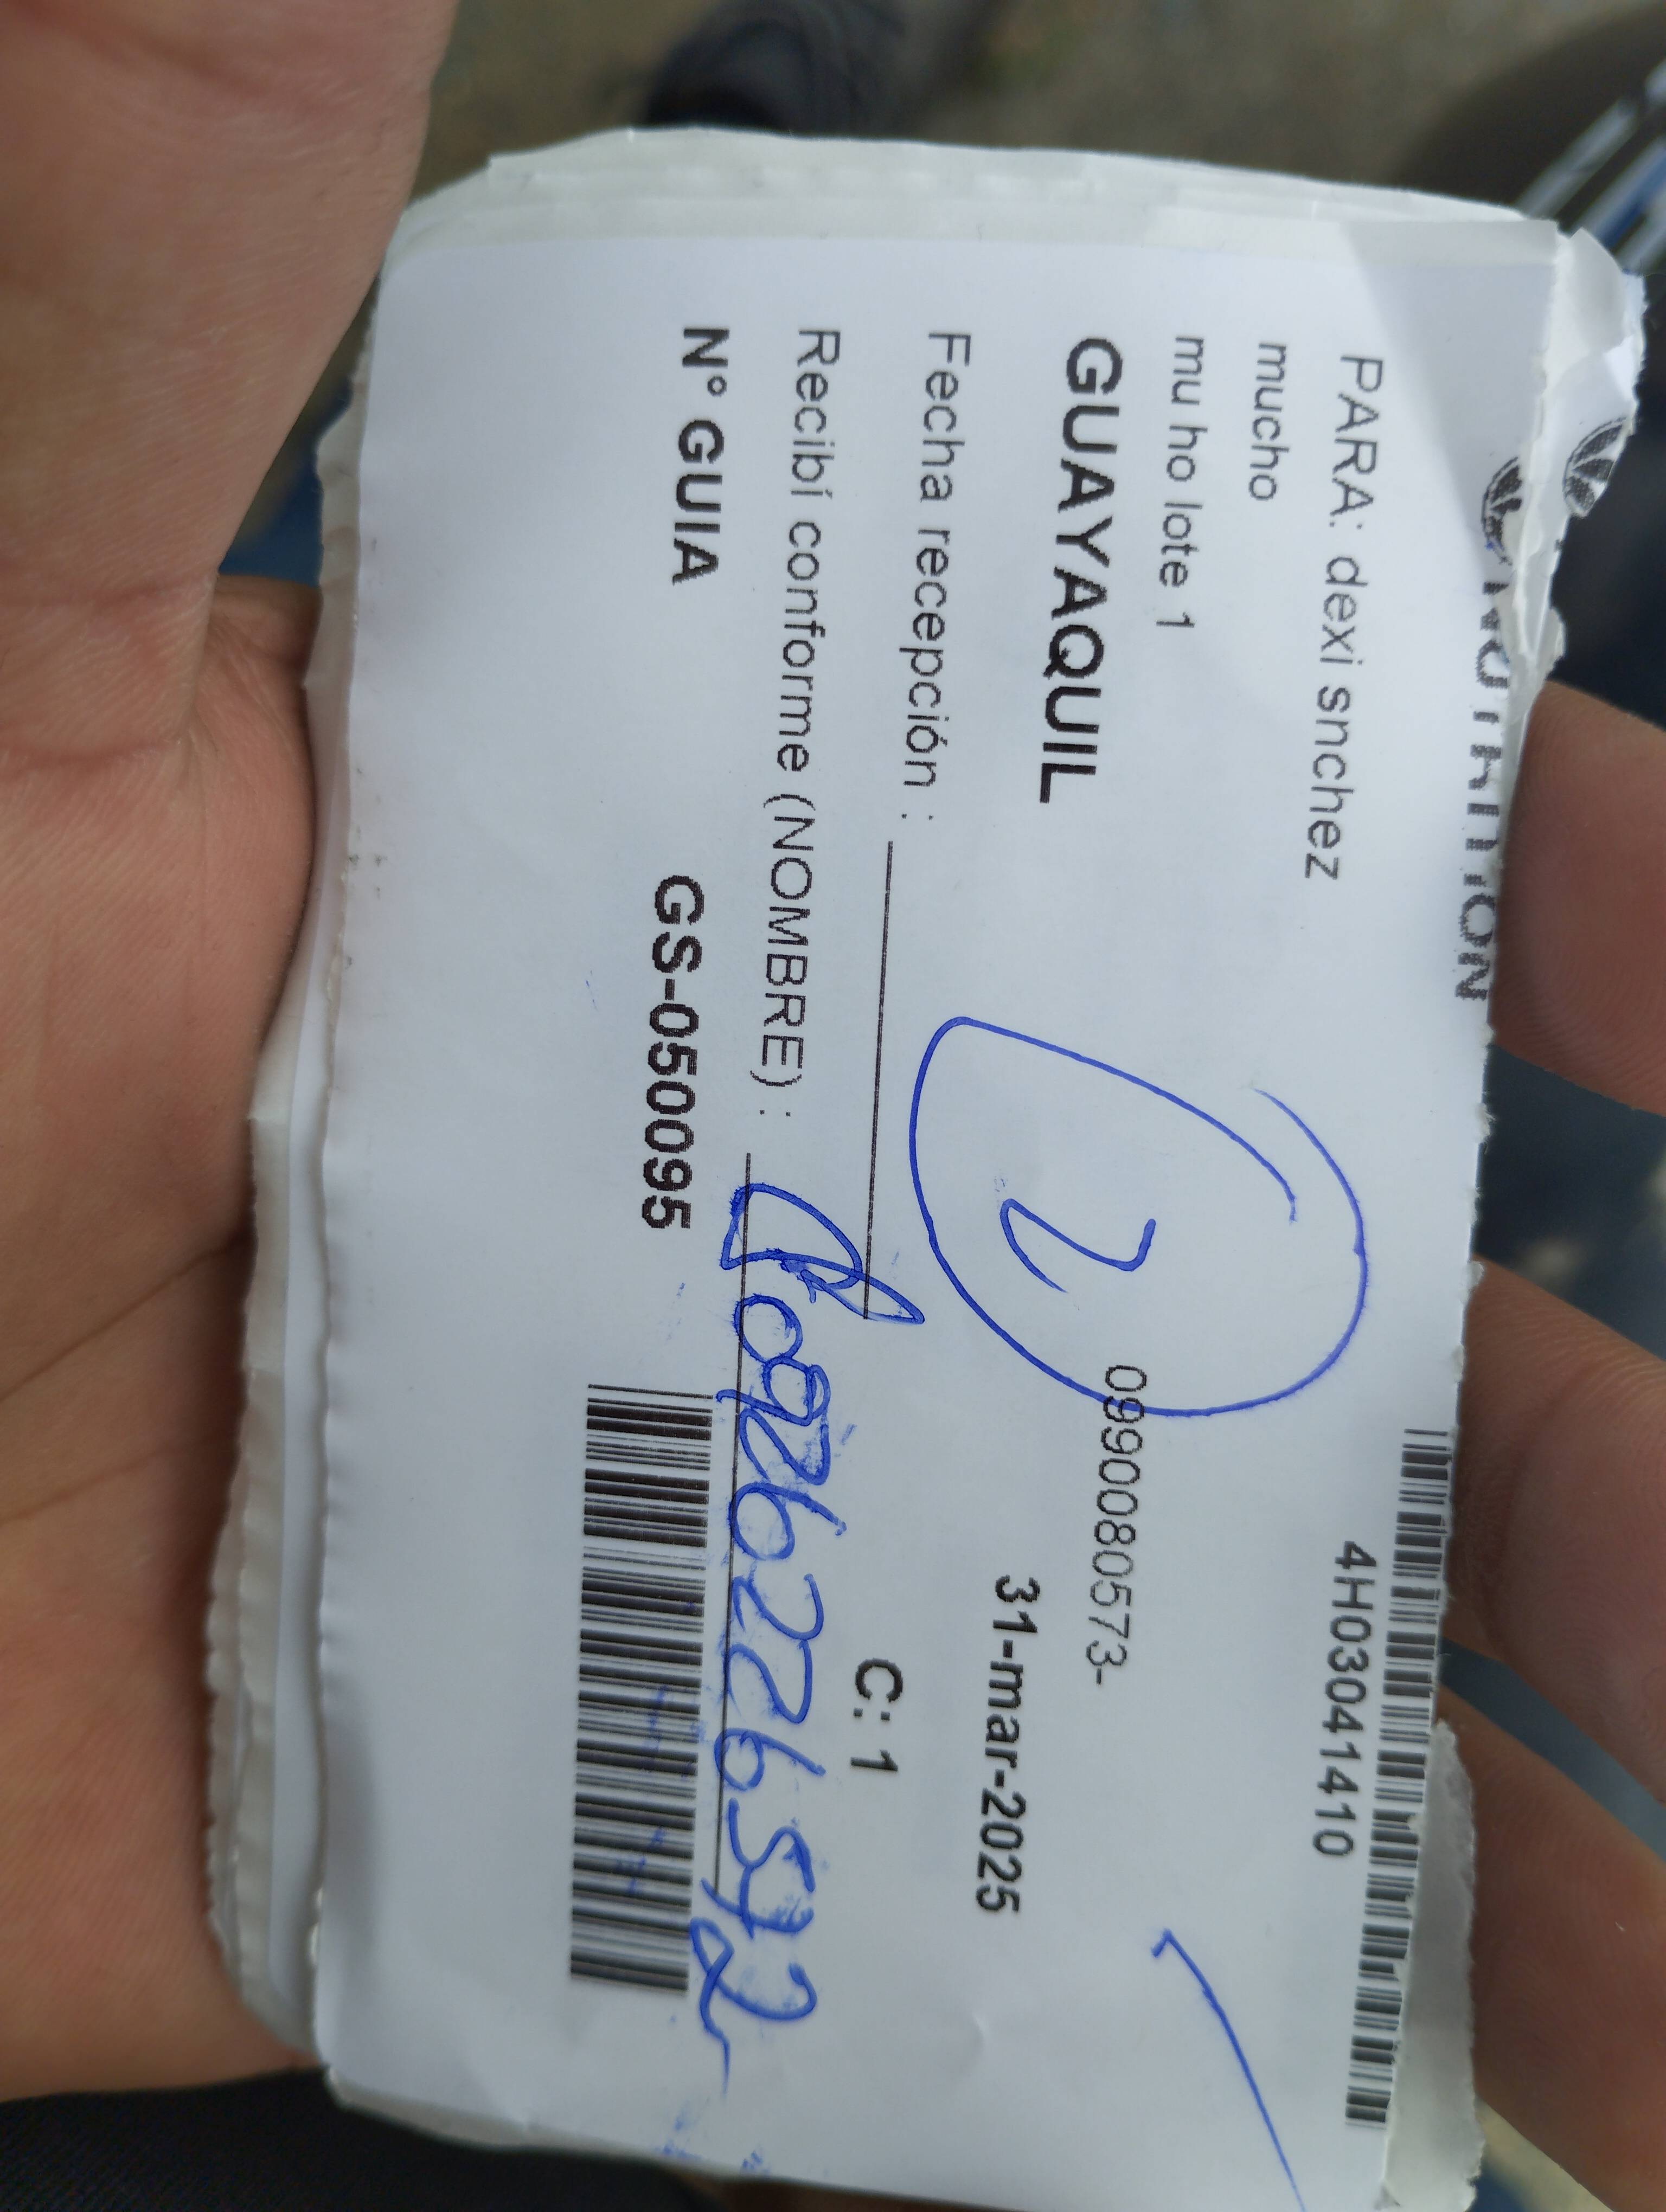 4H03041410
PARA: dexi snchez
mucho
mu ho lote 1
0990080573-
GUAYAQUIL
31-mar-2025
2
Fecha recepción :
C: 1
Recibí conforme (NOMBRE) :
Nº GUIA
GS-050095